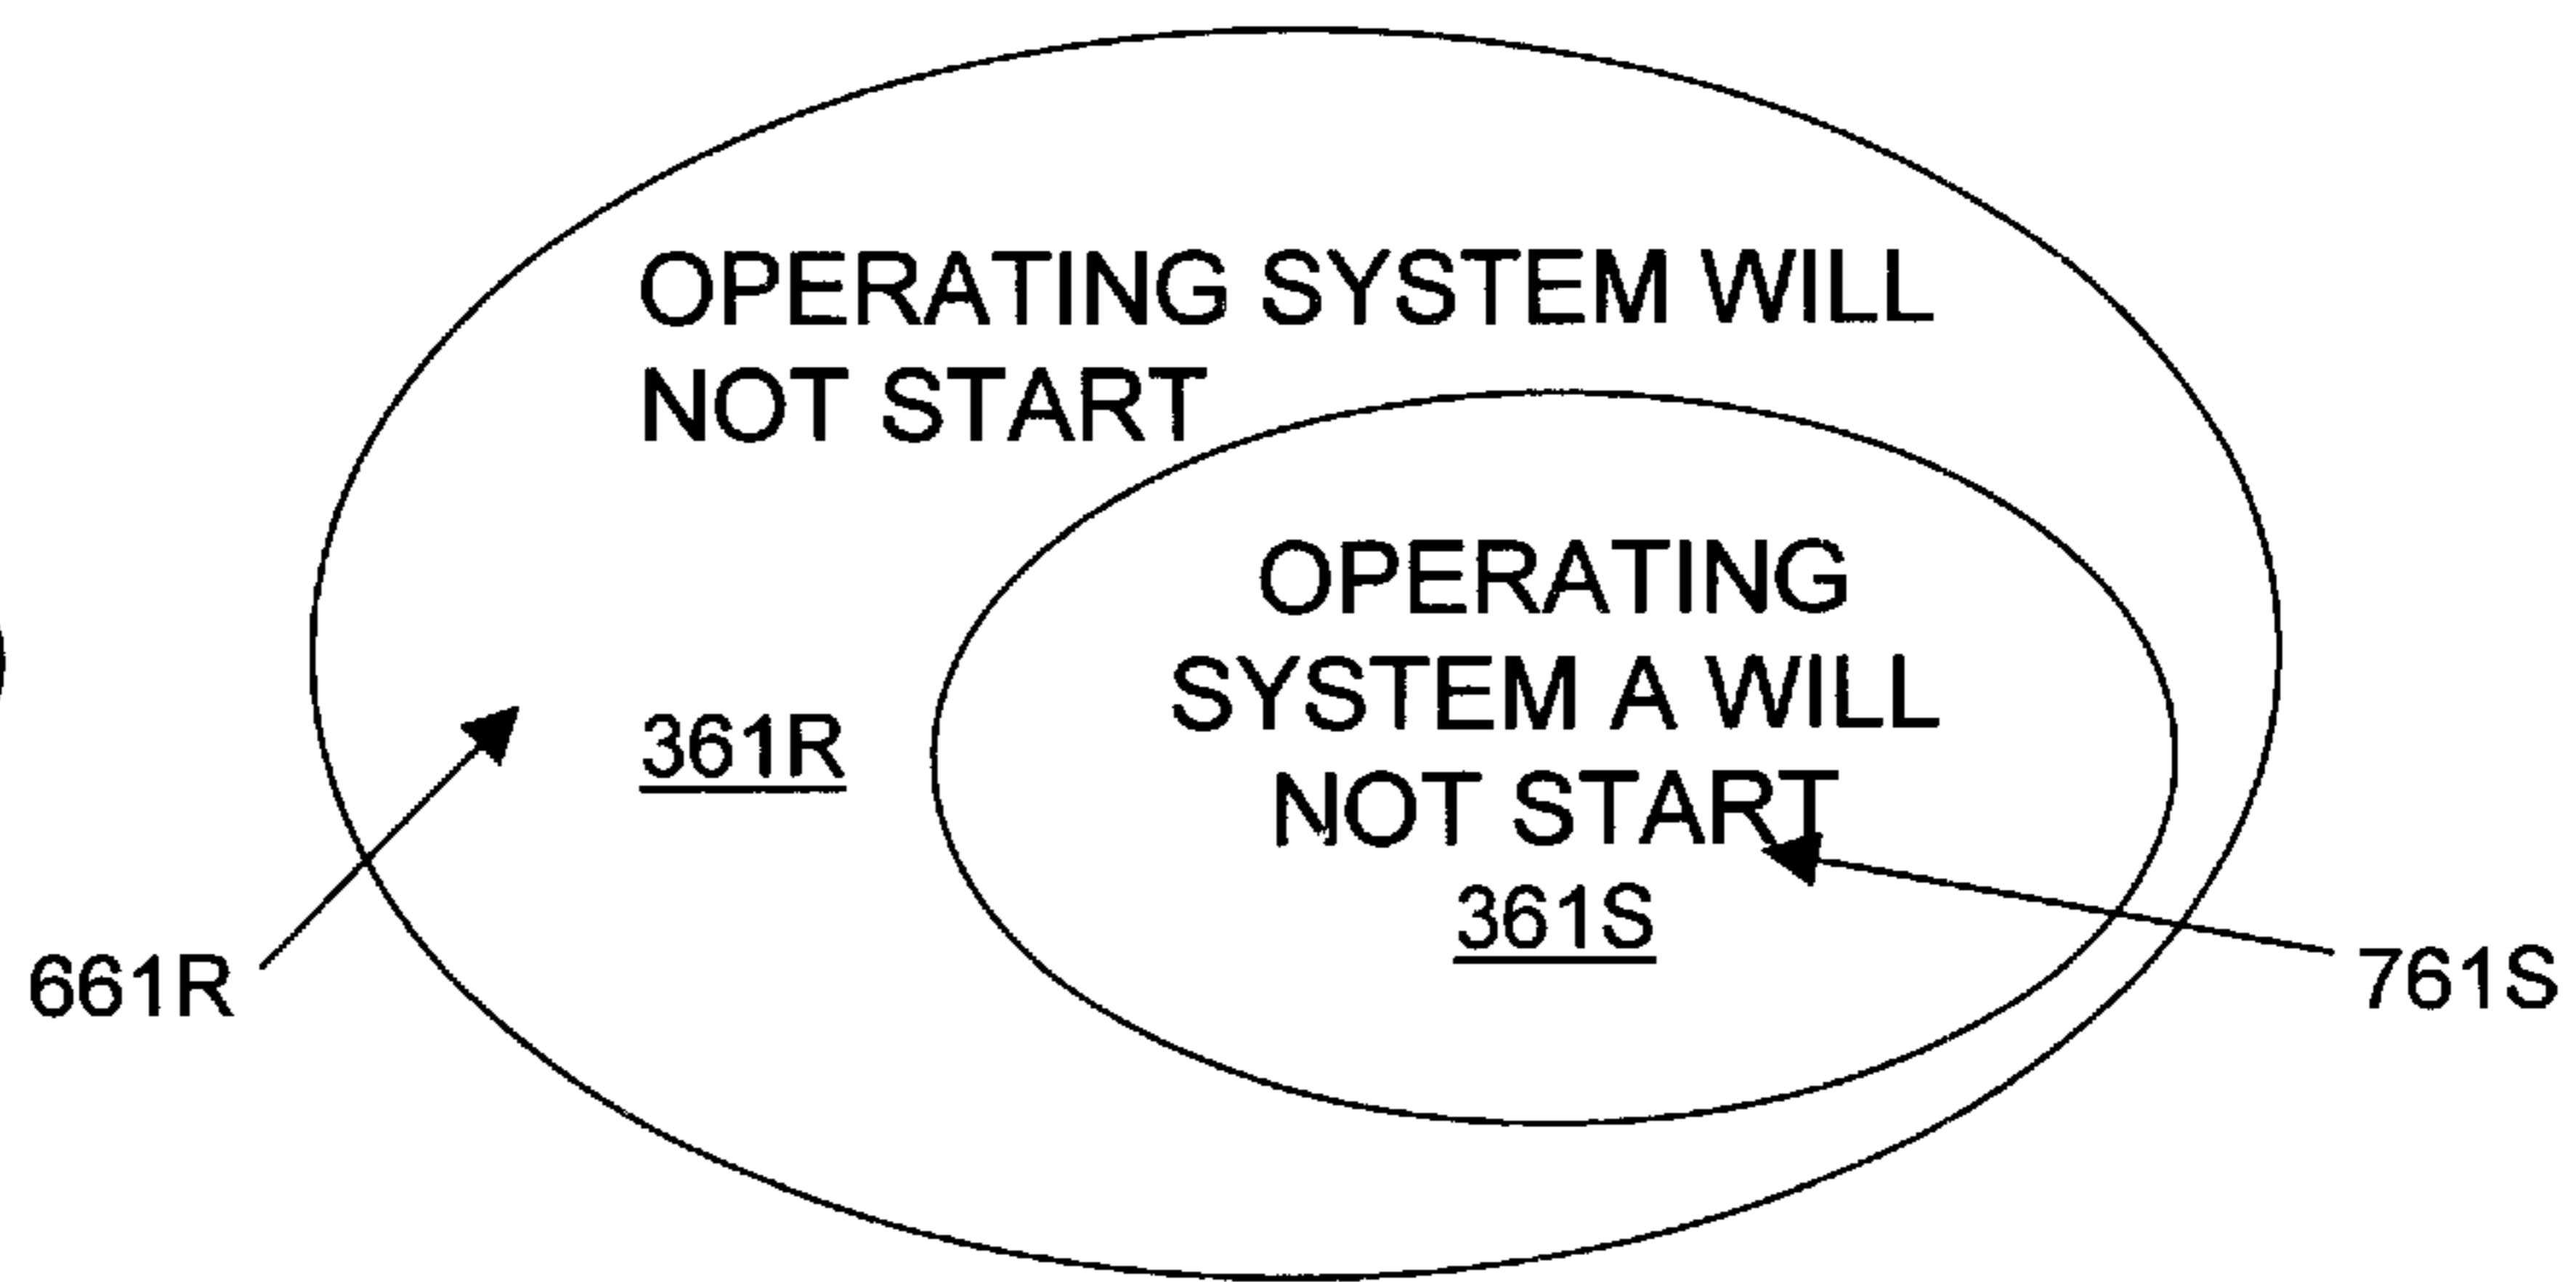 OPERATING SYSTEM WILL
NOT START
OPERATING
SYSTEM A WILL
NOT START
361R
361S
661R
761S